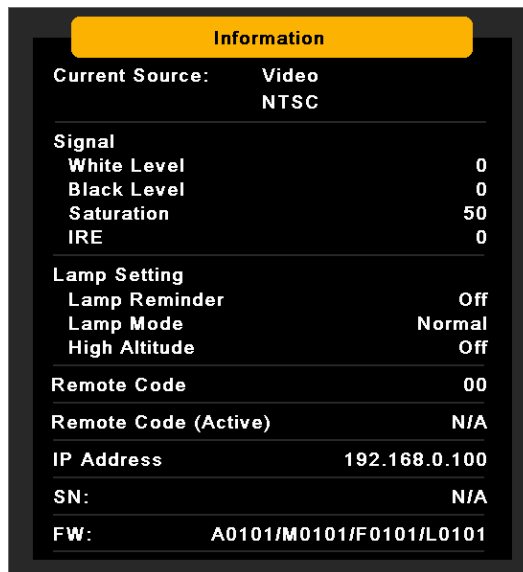 Information
Current Source: Video
NTSC
Signal
White Level 0
Black Level 0
Saturation 50
IRE 0
Lamp Setting
Lamp Reminder Off
Lamp Mode Normal
High Altitude Off
Remote Code 00
Remote Code (Active) N/A
IP Address 192.168.0.100
SN: N/A
FW: A0101/M0101/F0101/L0101